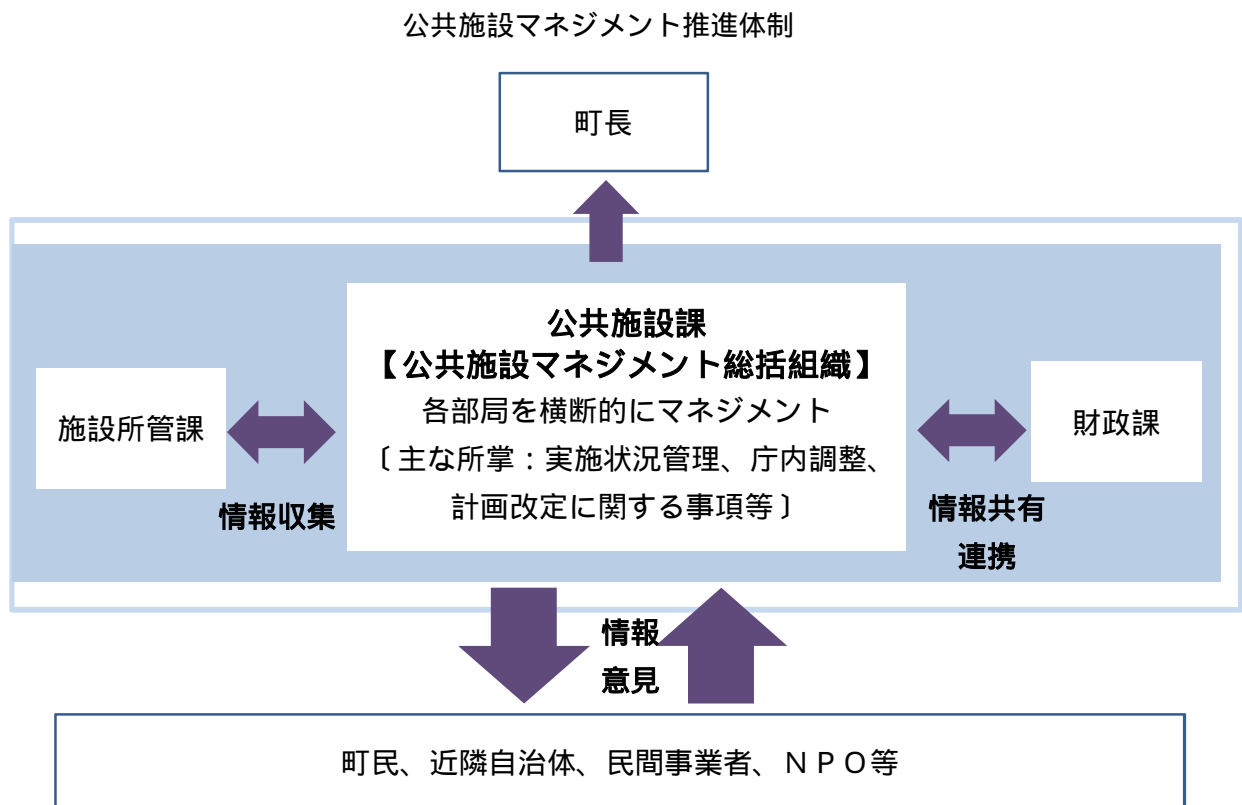 公共施設マネジメント推進体制
町長
公共施設課
【公共施設マネジメント総括組織】
各部局を横断的にマネジメント
〔主な所掌：実施状況管理、庁内調整、
計画改定に関する事項等〕
施設所管課
情報収集
財政課
情報共有
連携
情報
意見
町民、近隣自治体、民間事業者、ＮＰＯ等